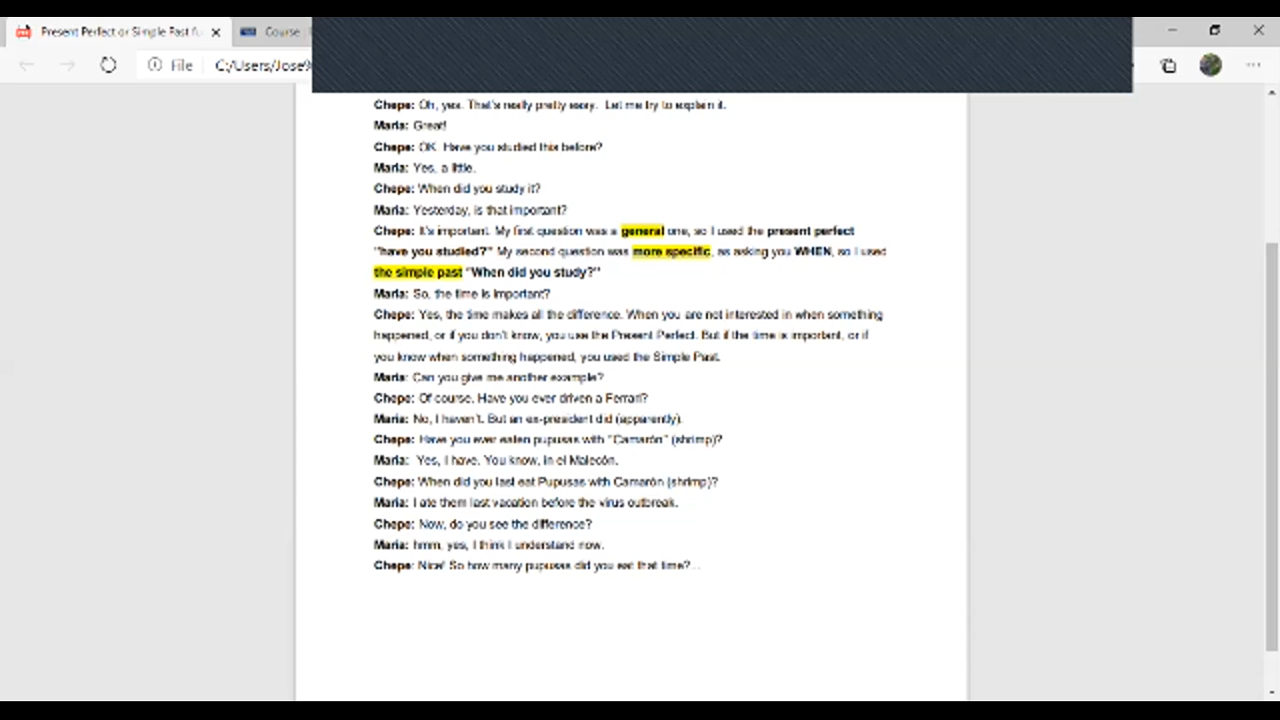 Present Perfect or Simple Past fu
Course
File
C:/Users/Jose9
Chepe: Oh, yes. That's really pretty easy. Let me try to explain it.
Maria: Great!
Chepe: OK. Have you studied this before?
Maria: Yes, a little.
Chepe: When did you study it?
Maria: Yesterday, is that important?
Chepe: It's important. My first question was a general one, so I used the present perfect
"have you studied?" My second question was more specific, as asking you WHEN, so I used
the simple past "When did you study?"
Maria: So, the time is important?
Chepe: Yes, the time makes all the difference. When you are not interested in when something
happened, or if you don't know, you use the Present Perfect. But if the time is important, or if
you know when something happened, you used the Simple Past.
Maria: Can you give me another example?
Chepe: Of course. Have you ever driven a Ferrari?
Maria: No, I haven't. But an ex-president did (apparently).
Chepe: Have you ever eaten pupusas with "Camarón" (shrimp)?
Maria: Yes, I have. You know, in el Malecón.
Chepe: When did you last eat Pupusas with Camarón (shrimp)?
Maria: I ate them last vacation before the virus outbreak.
Chepe: Now, do you see the difference?
Maria: hmm, yes, I think I understand now.
Chepe: Nice! So how many pupusas did you eat that time?...